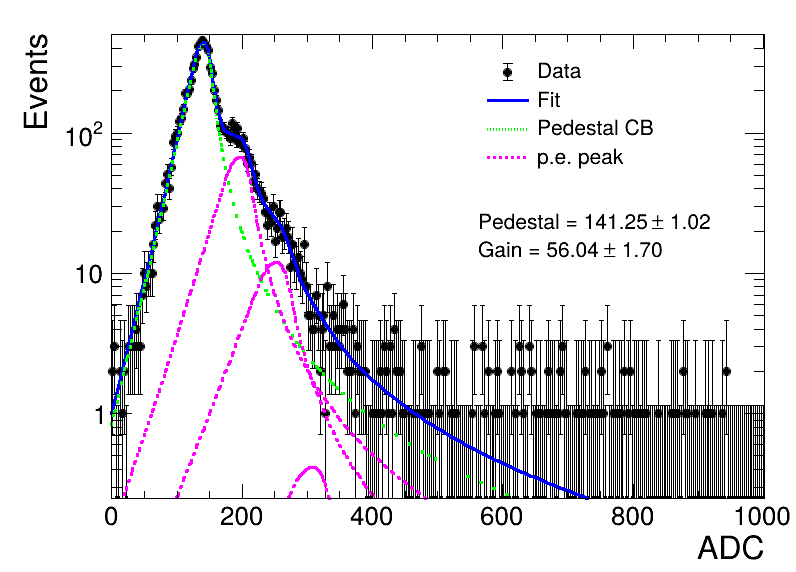 Events
10²
10
1
Data
Fit
Pedestal CB
p.e. peak
Pedestal = 141.25 ± 1.02
Gain = 56.04 ± 1.70
0 200 400 600 800 1000
ADC